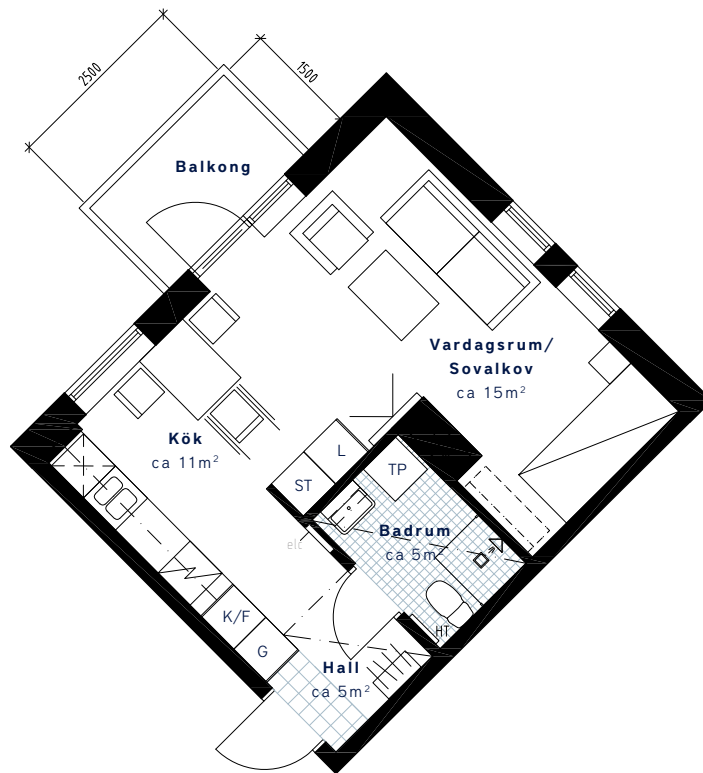 2500
1500
Balkong
Vardagsrum/
Sovalkov
ca 15m²
Kök
ca 11m²
L
ST
TP
Badrum
ca 5m²
elc
K/F
G
HT
Hall
ca 5m²